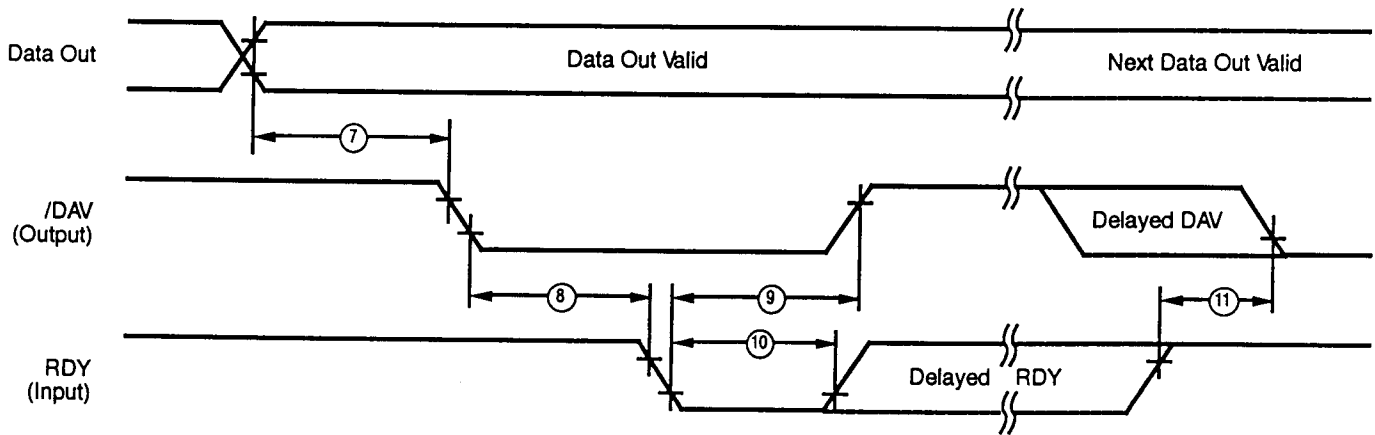 Data Out
Data Out Valid
Next Data Out Valid
7
/DAV
(Output)
Delayed DAV
8
9
11
10
RDY
(Input)
Delayed RDY